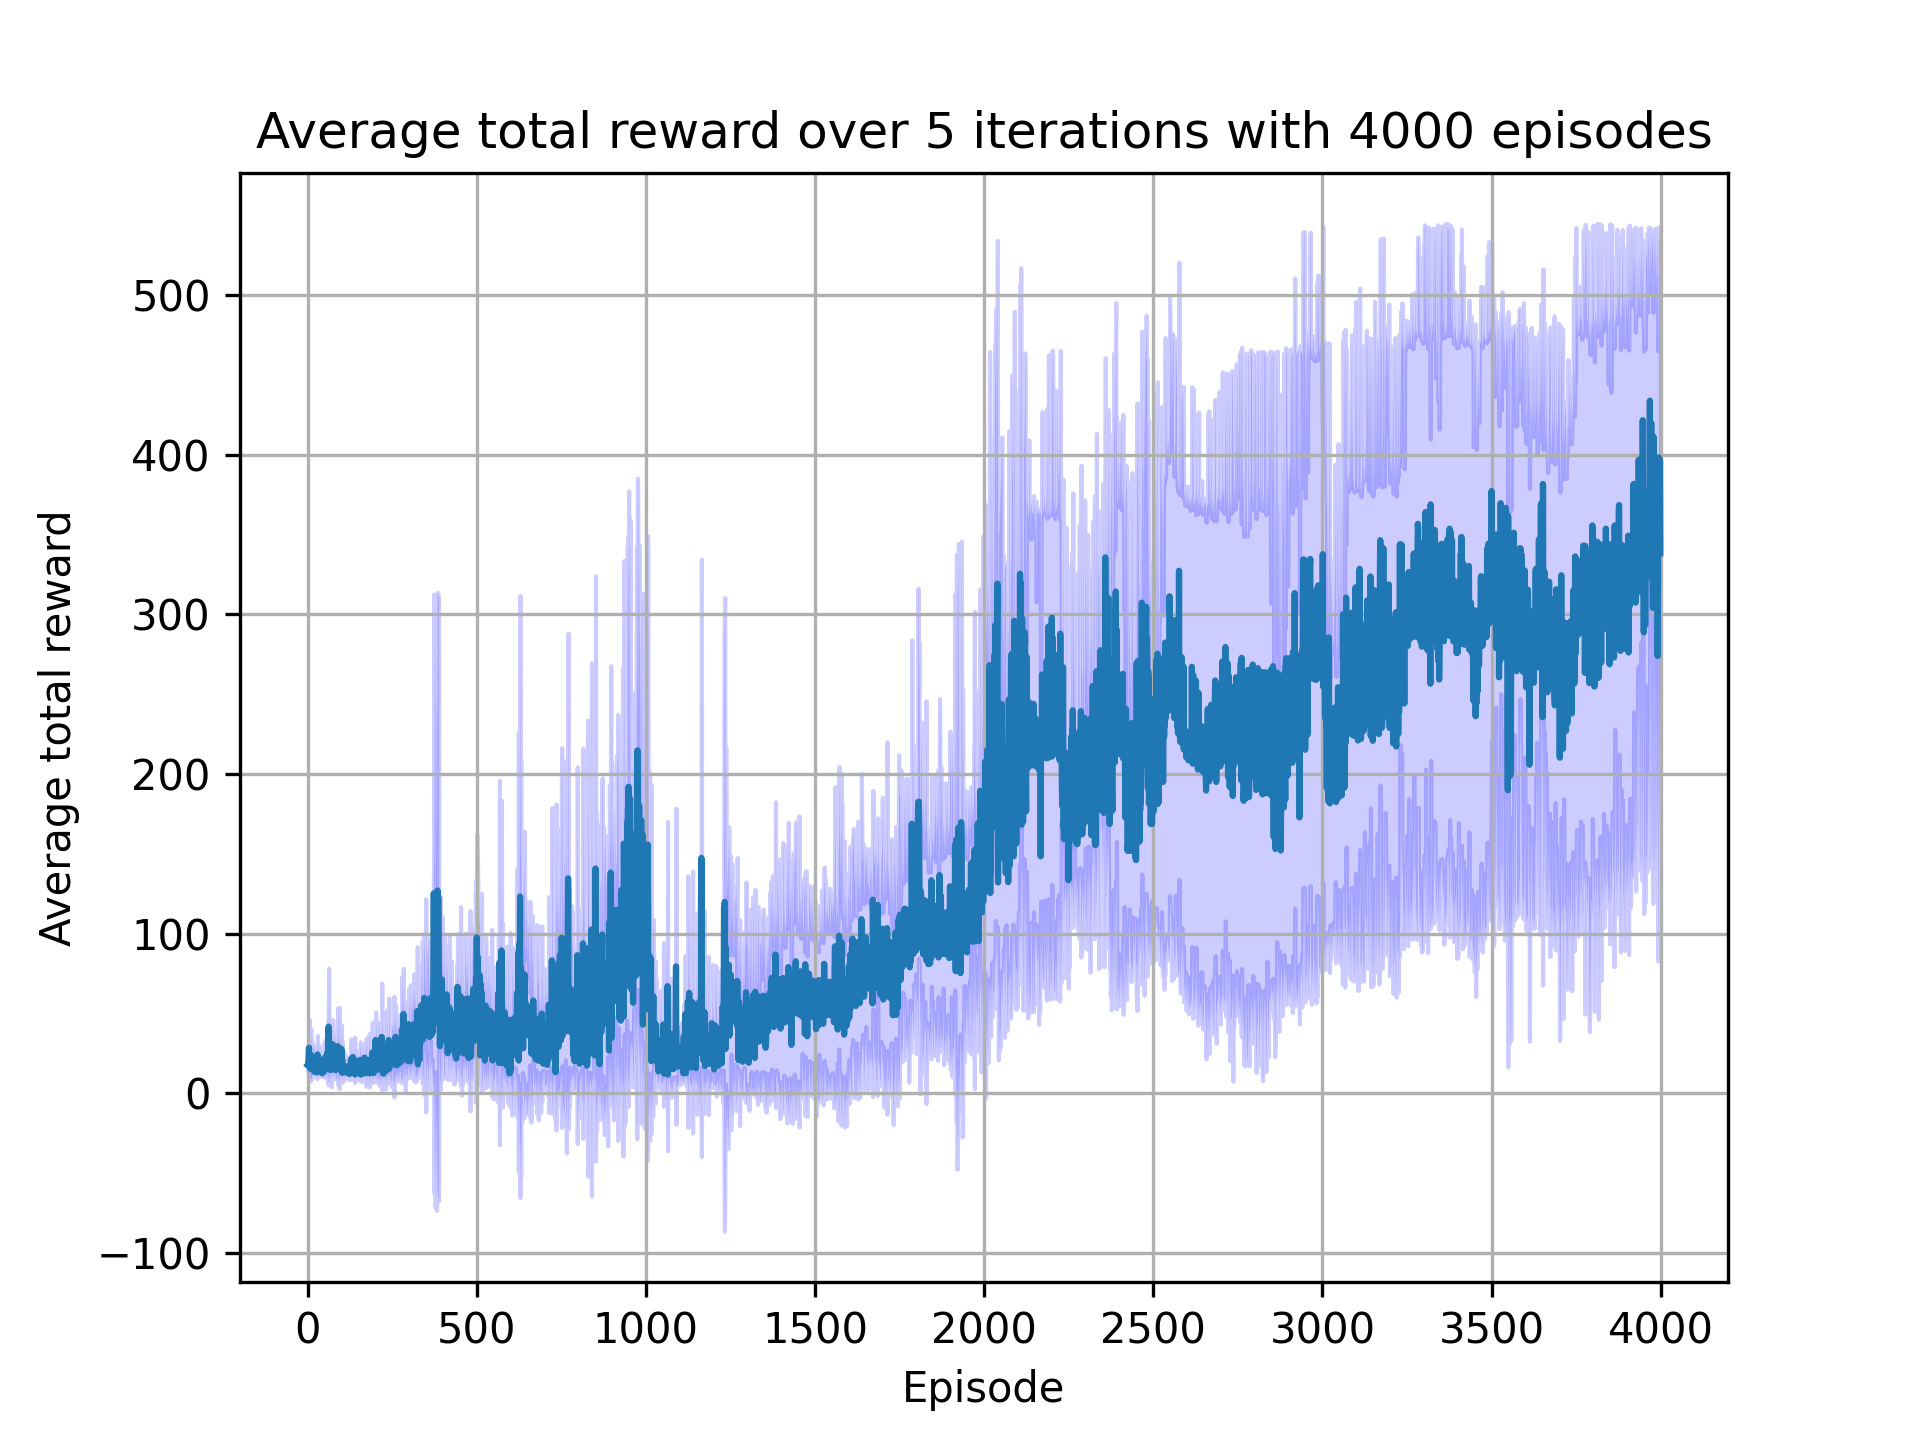 Average total reward over 5 iterations with 4000 episodes
Average total reward
500
400
300
200
100
0
−100
0 500 1000 1500 2000 2500 3000 3500 4000
Episode